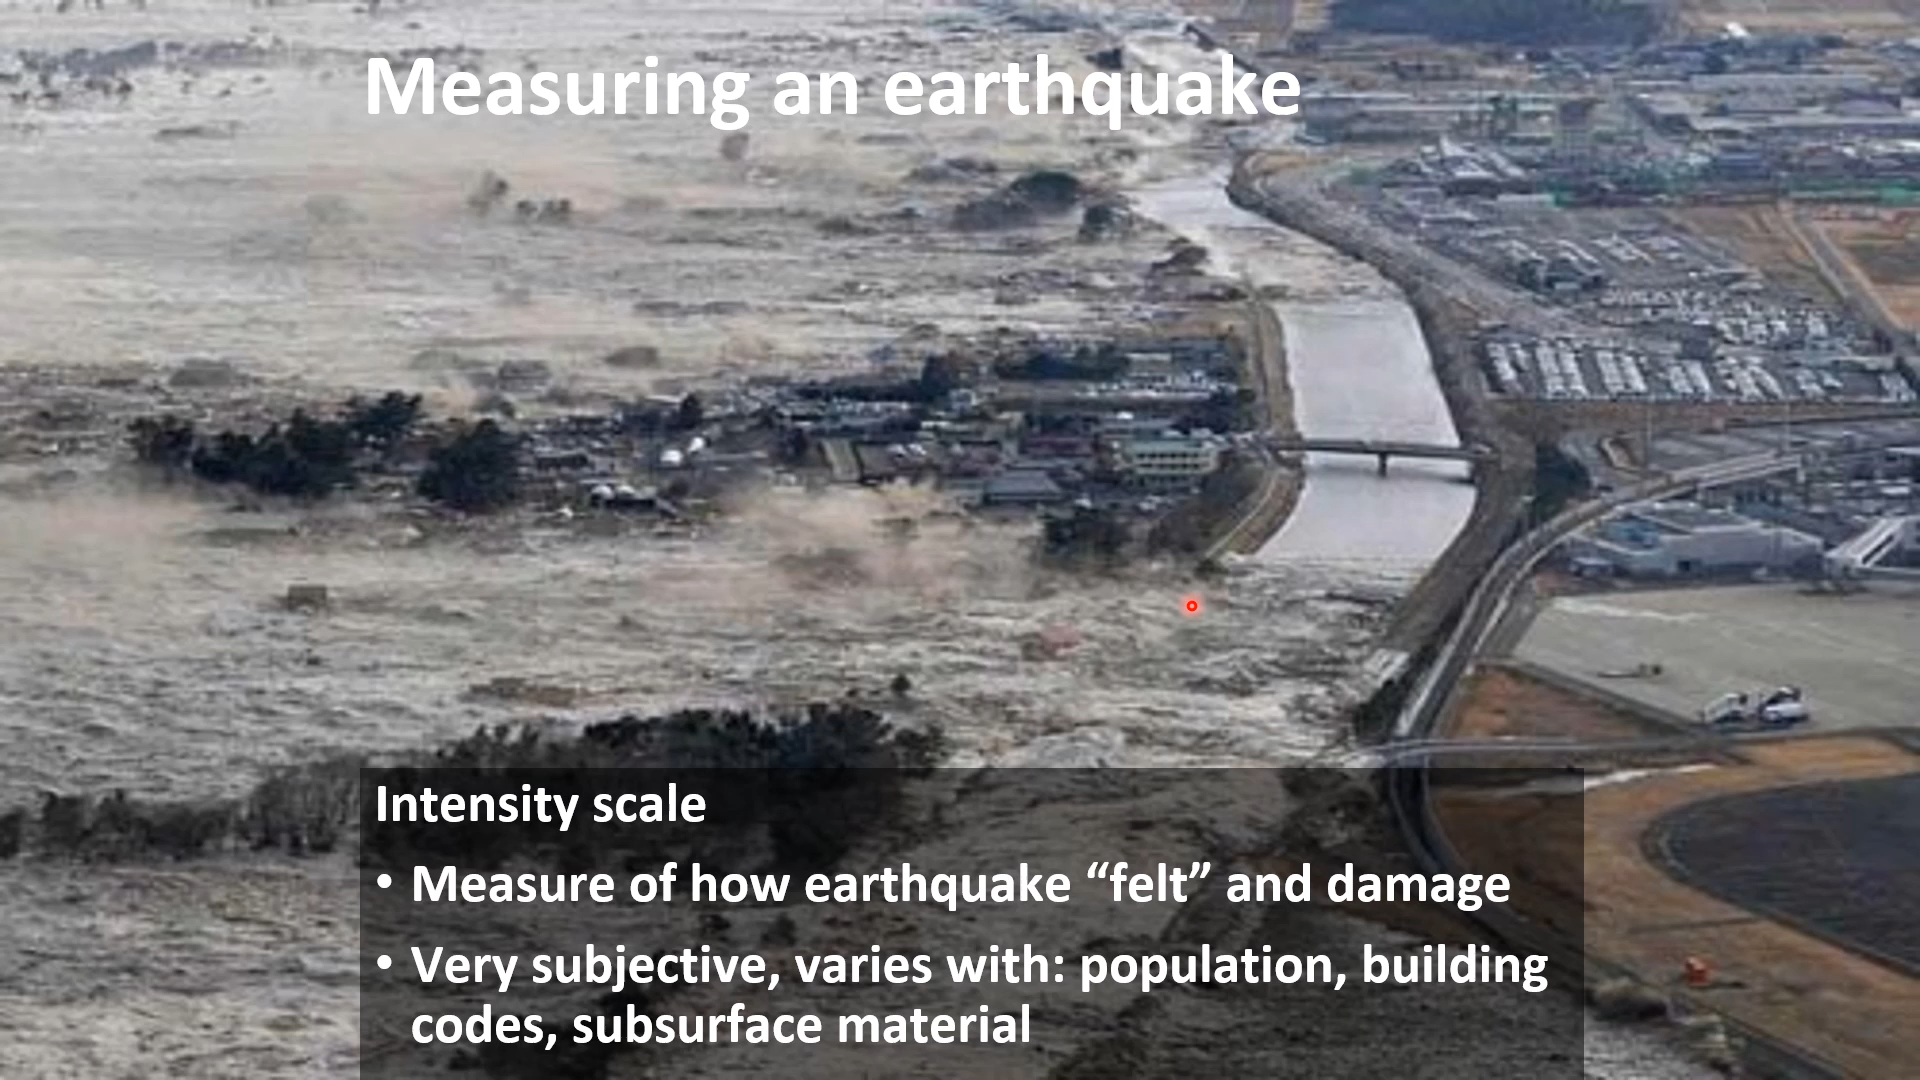 Measuring an earthquake
Intensity scale
• Measure of how earthquake “felt” and damage
• Very subjective, varies with: population, building
codes, subsurface material